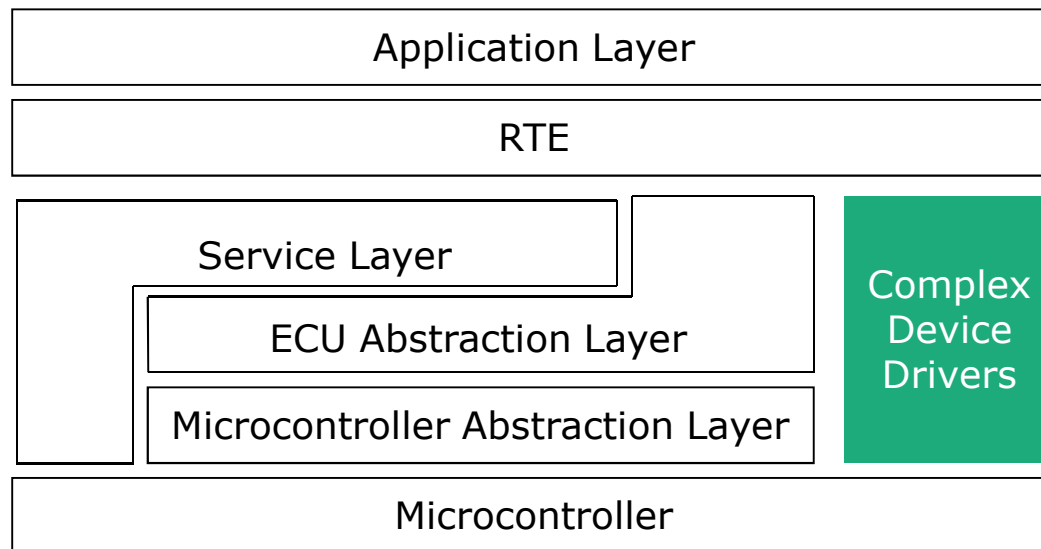 Application Layer
RTE
Service Layer
ECU Abstraction Layer
Microcontroller Abstraction Layer
Complex
Device
Drivers
Microcontroller